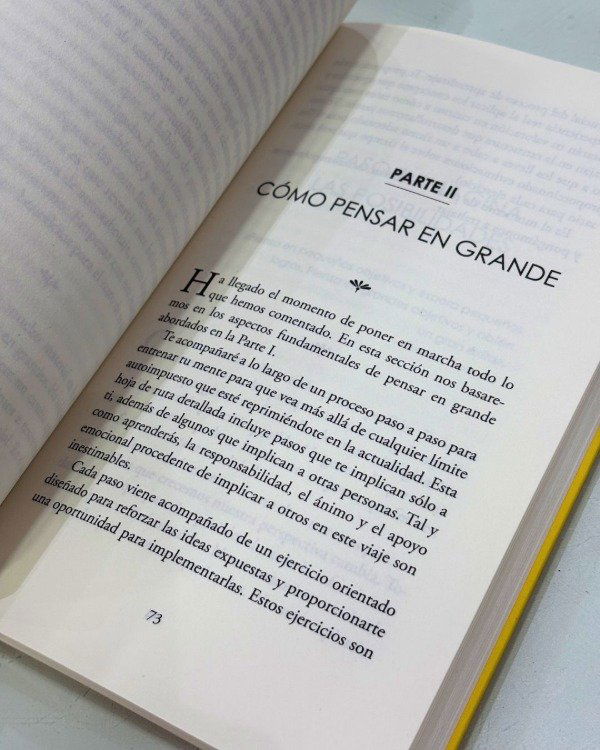 PARTE II
CÓMO PENSAR EN GRANDE
Ha llegado el momento de poner en marcha todo lo
que hemos comentado. En esta sección nos basare-
mos en los aspectos fundamentales de pensar en grande
abordados en la Parte I.
Te acompañaré a lo largo de un proceso paso a paso para
entrenar tu mente para que vea más allá de cualquier límite
autoimpuesto que esté reprimiéndote en la actualidad. Esta
hoja de ruta detallada incluye pasos que te implican sólo a
ti, además de algunos que implican a otras personas. Tal y
como aprenderás, la responsabilidad, el ánimo y el apoyo
emocional procedente de implicar a otros en este viaje son
inestimables.
Cada paso viene acompañado de un ejercicio orientado
diseñado para reforzar las ideas expuestas y proporcionarte
una oportunidad para implementarlas. Estos ejercicios son
73